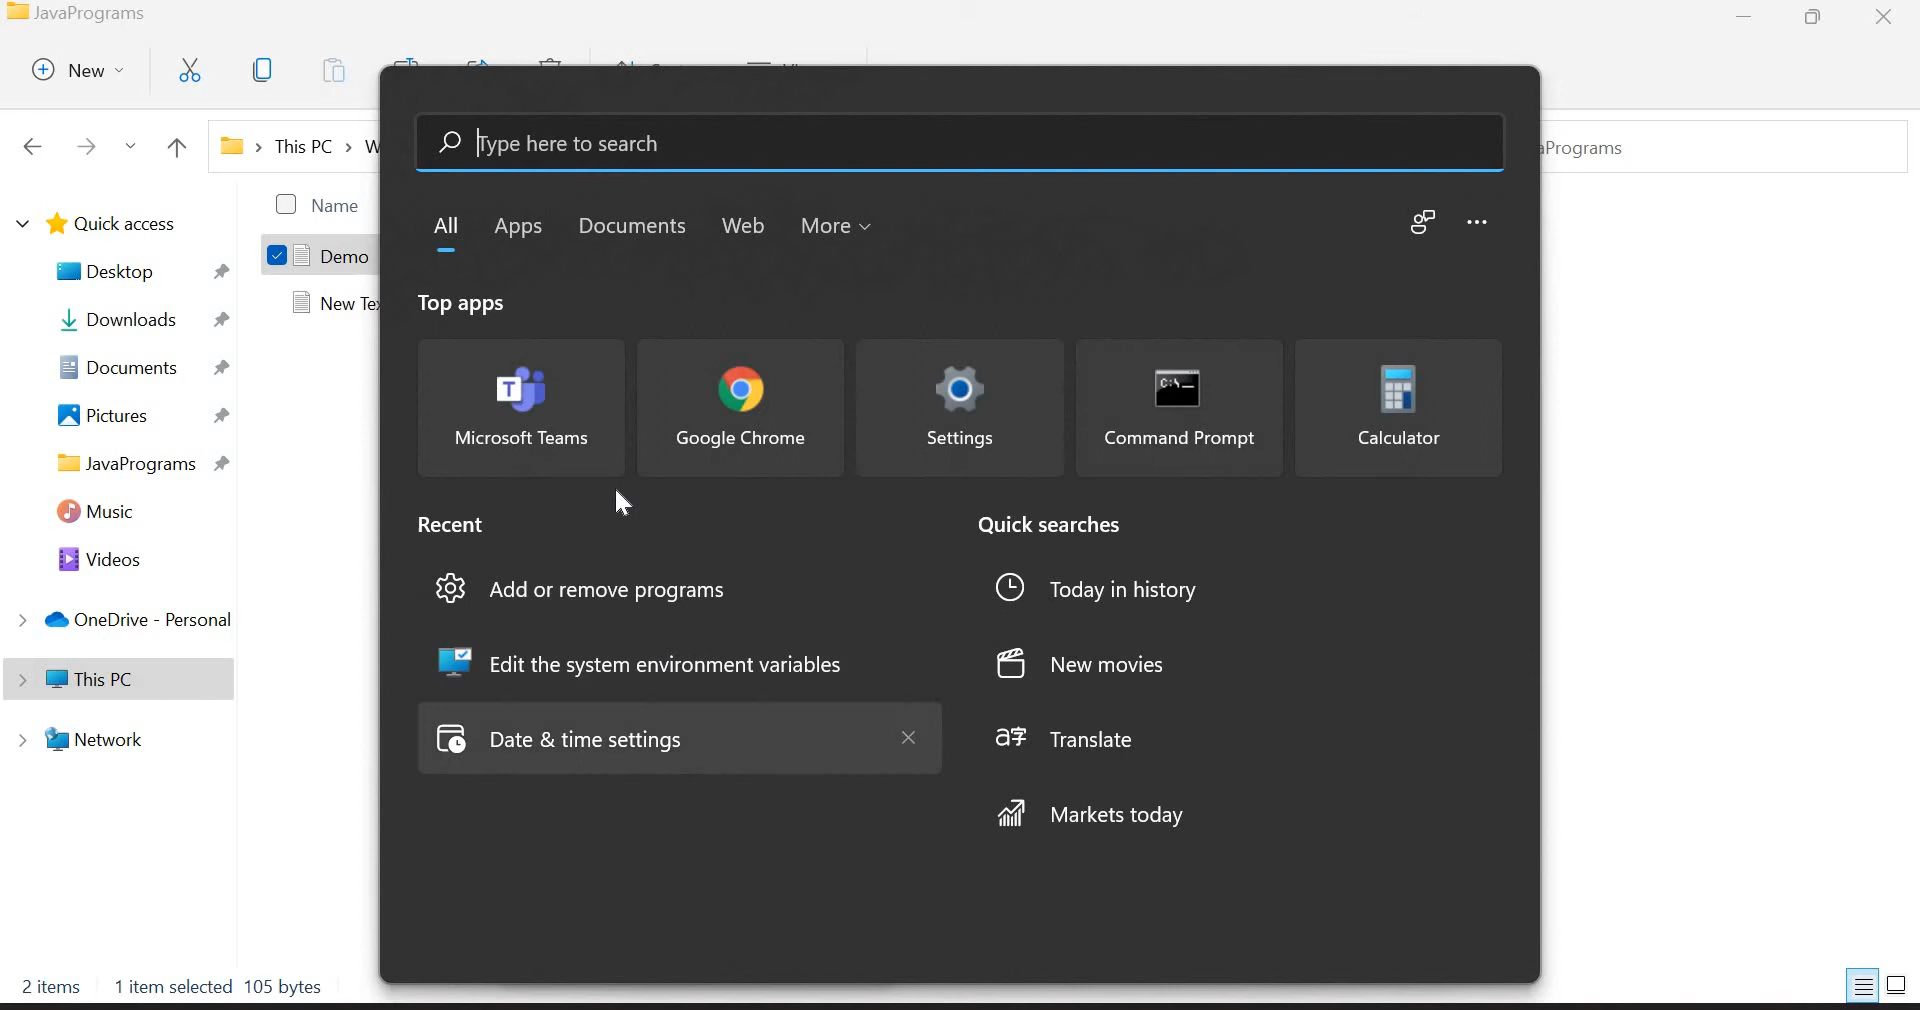 JavaPrograms
New
This PC > W
Type here to search
aPrograms
Quick access
Name
All Apps Documents Web More
Desktop
Demo
Downloads
New Tex
Top apps
Documents
Pictures
Microsoft Teams Google Chrome Settings Command Prompt Calculator
JavaPrograms
Music
Recent
Quick searches
Videos
Add or remove programs
Today in history
OneDrive - Personal
Edit the system environment variables
New movies
This PC
Date & time settings
Translate
Network
Markets today
2 items 1 item selected 105 bytes